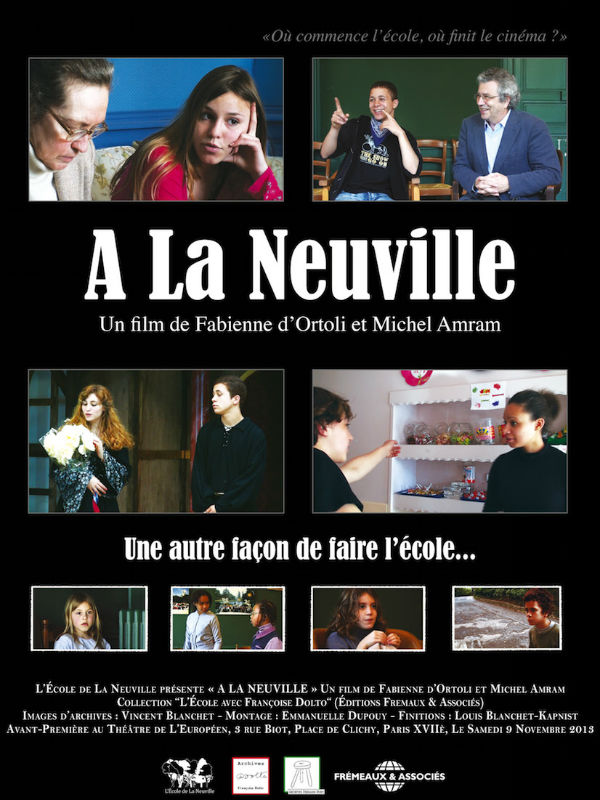 «Où commence l'école, où finit le cinéma ?»
A La Neuville
Un film de Fabienne d'Ortoli et Michel Amram
Une autre façon de faire l'école...
L'École de La Neuville présente « A LA NEUVILLE » Un film de Fabienne d'Ortoli et Michel Amram
Collection "L'École avec Françoise Dolto" (Éditions Fremaux & Associés)
Images d'archives : Vincent Blanchet - Montage : Emmanuelle Dupouy - Finitions : Louis Blanchet-Kapnist
Avant-Première au Théâtre de L'Européen, 3 rue Biot, Place de Clichy, Paris XVIIè, Le Samedi 9 Novembre 2013
L'École de La Neuville
Archives
Françoise Dolto
FRÉMEAUX & ASSOCIÉS